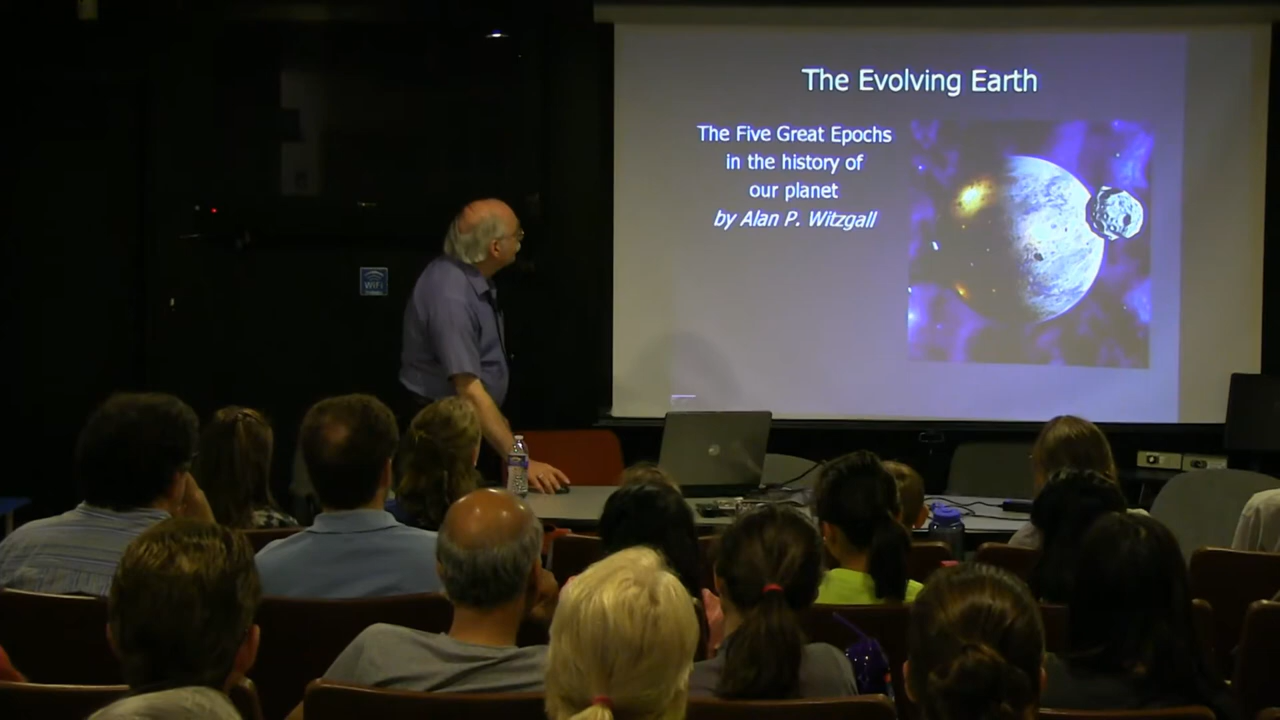 The Evolving Earth
The Five Great Epochs
in the history of
our planet
by Alan P. Witzgall
WiFi